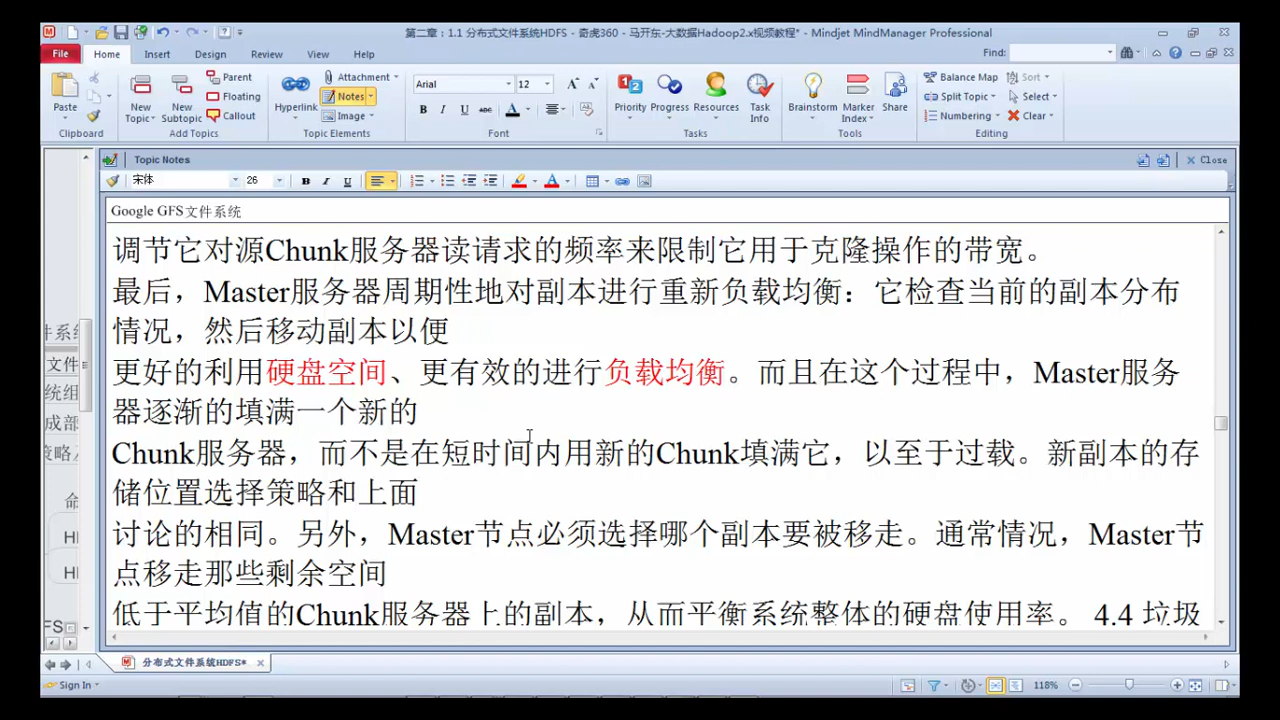 第二章：1.1 分布式文件系统HDFS - 奇虎360 - 马开东-大数据Hadoop2.x视频教程* - Mindjet MindManager Professional
File Home Insert Design Review View Help Find:
Paste
Clipboard
New Topic
New Subtopic
Parent
Floating
Callout
Add Topics
Hyperlink
Attachment
Notes
Image
Topic Elements
Arial 12
B I U abc A
Font
Priority Progress Resources Task Info
Tasks
Brainstorm Marker Index Share
Tools
Balance Map Sort
Split Topic Select
Numbering Clear
Editing
Topic Notes Close
宋体 26 B I U A
Google GFS文件系统
调节它对源Chunk服务器读请求的频率来限制它用于克隆操作的带宽。
最后，Master服务器周期性地对副本进行重新负载均衡：它检查当前的副本分布
情况，然后移动副本以便
更好的利用硬盘空间、更有效的进行负载均衡。而且在这个过程中，Master服务
器逐渐的填满一个新的
Chunk服务器，而不是在短时间内用新的Chunk填满它，以至于过载。新副本的存
储位置选择策略和上面
讨论的相同。另外，Master节点必须选择哪个副本要被移走。通常情况，Master节
点移走那些剩余空间
低于平均值的Chunk服务器上的副本，从而平衡系统整体的硬盘使用率。 4.4 垃圾
件系统
文件
统组
成部
策略
命
HI
HI
FS
分布式文件系统HDFS*
Sign In 118%